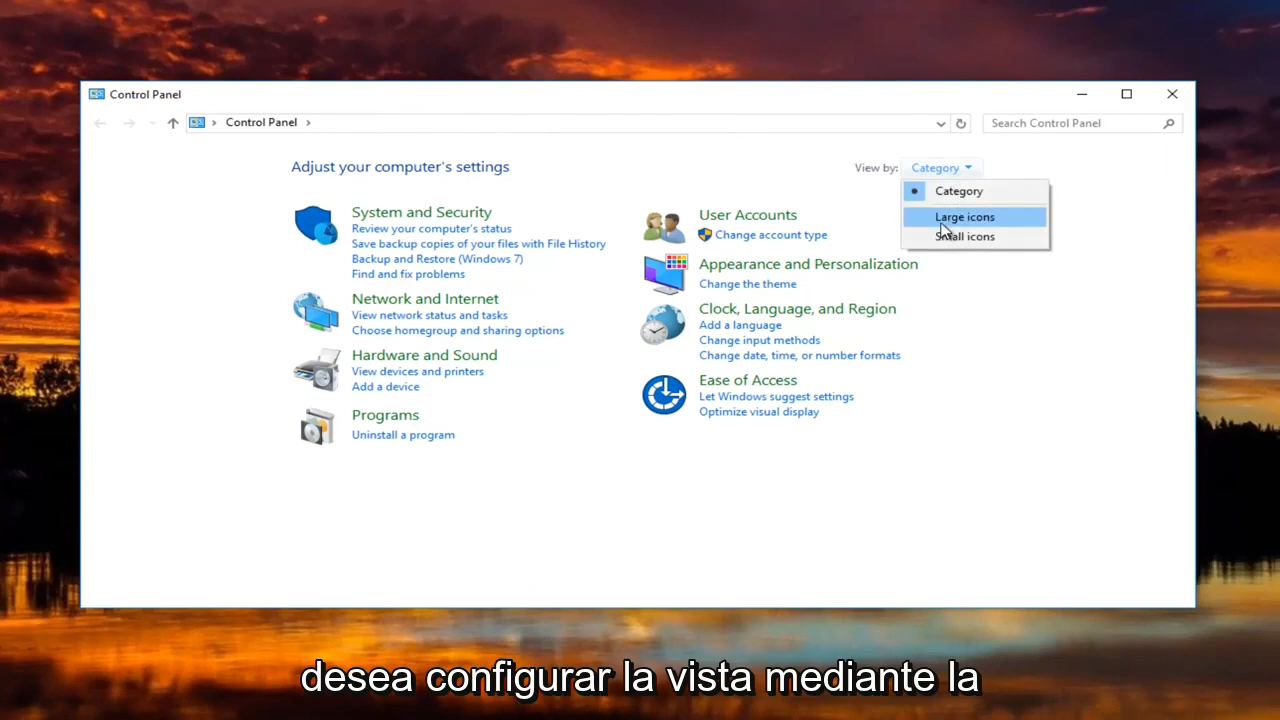 Control Panel
Control Panel
Search Control Panel
Adjust your computer's settings
View by: Category
Category
Large icons
Small icons
System and Security
Review your computer's status
Save backup copies of your files with File History
Backup and Restore (Windows 7)
Find and fix problems
Network and Internet
View network status and tasks
Choose homegroup and sharing options
Hardware and Sound
View devices and printers
Add a device
Programs
Uninstall a program
User Accounts
Change account type
Appearance and Personalization
Change the theme
Clock, Language, and Region
Add a language
Change input methods
Change date, time, or number formats
Ease of Access
Let Windows suggest settings
Optimize visual display
desea configurar la vista mediante la